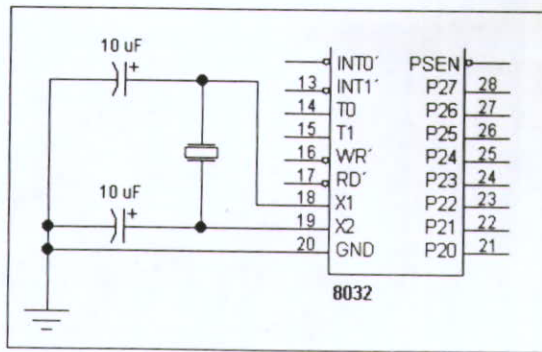 10 uF
+
10 uF
+
INT0´ PSEN
13 INT1´ P27 28
14 T0 P26 27
15 T1 P25 26
16 WR´ P24 25
17 RD´ P23 24
18 X1 P22 23
19 X2 P21 22
20 GND P20 21
8032